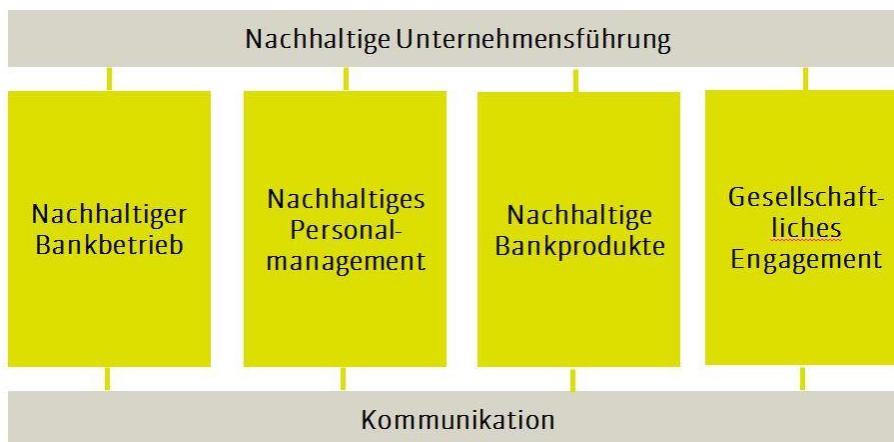 Nachhaltige Unternehmensführung
Nachhaltiger
Bankbetrieb
Nachhaltiges
Personal-
management
Nachhaltige
Bankprodukte
Gesellschaft-
liches
Engagement
Kommunikation